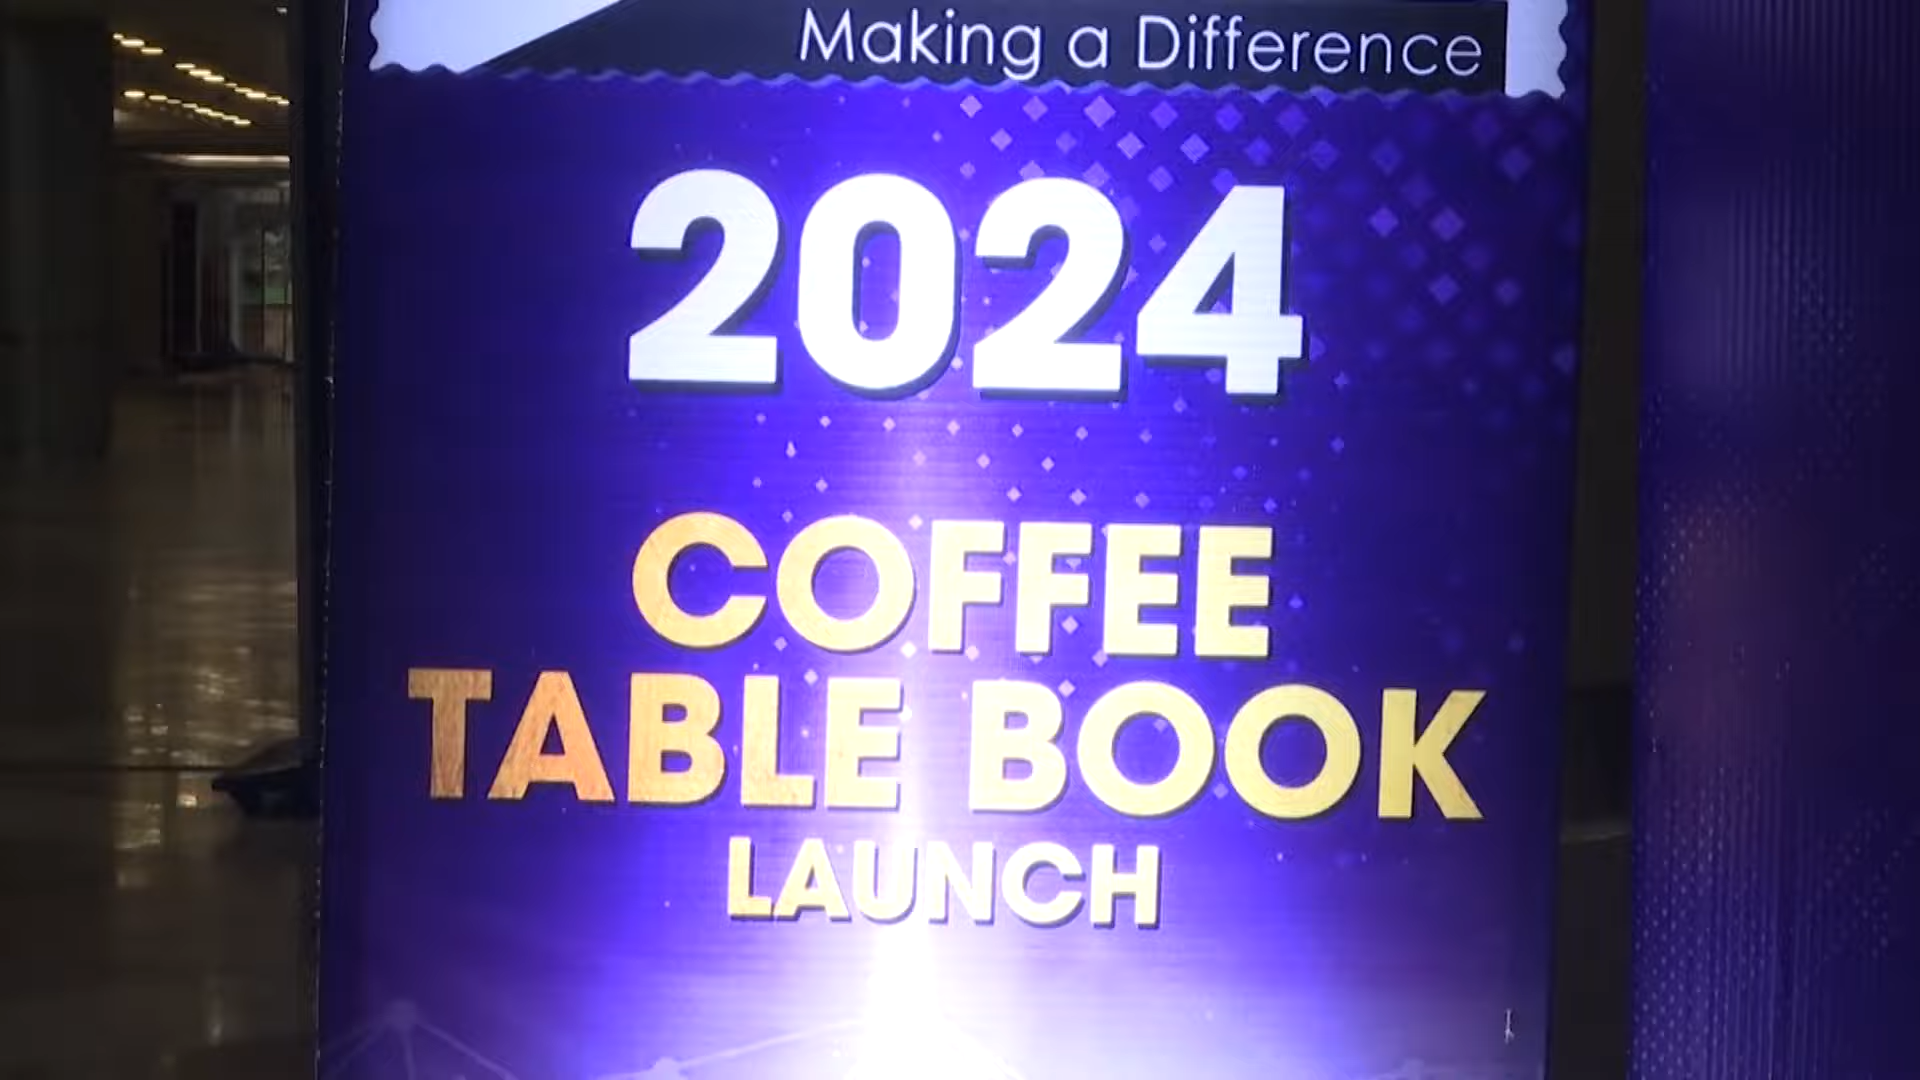 Making a Difference
2024
COFFEE
TABLE BOOK
LAUNCH